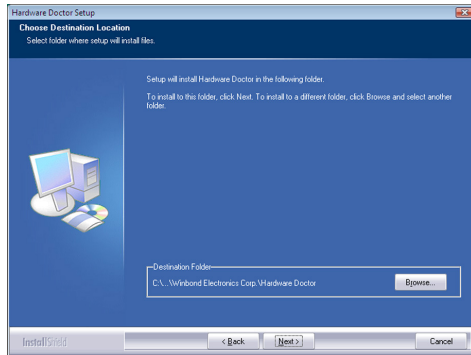 Hardware Doctor Setup
Choose Destination Location
Select folder where setup will install files.
Setup will install Hardware Doctor in the following folder.
To install to this folder, click Next. To install to a different folder, click Browse and select another
folder.
Destination Folder
C:\...\Winbond Electronics Corp.\Hardware Doctor
Browse...
InstallShield
< Back
Next >
Cancel